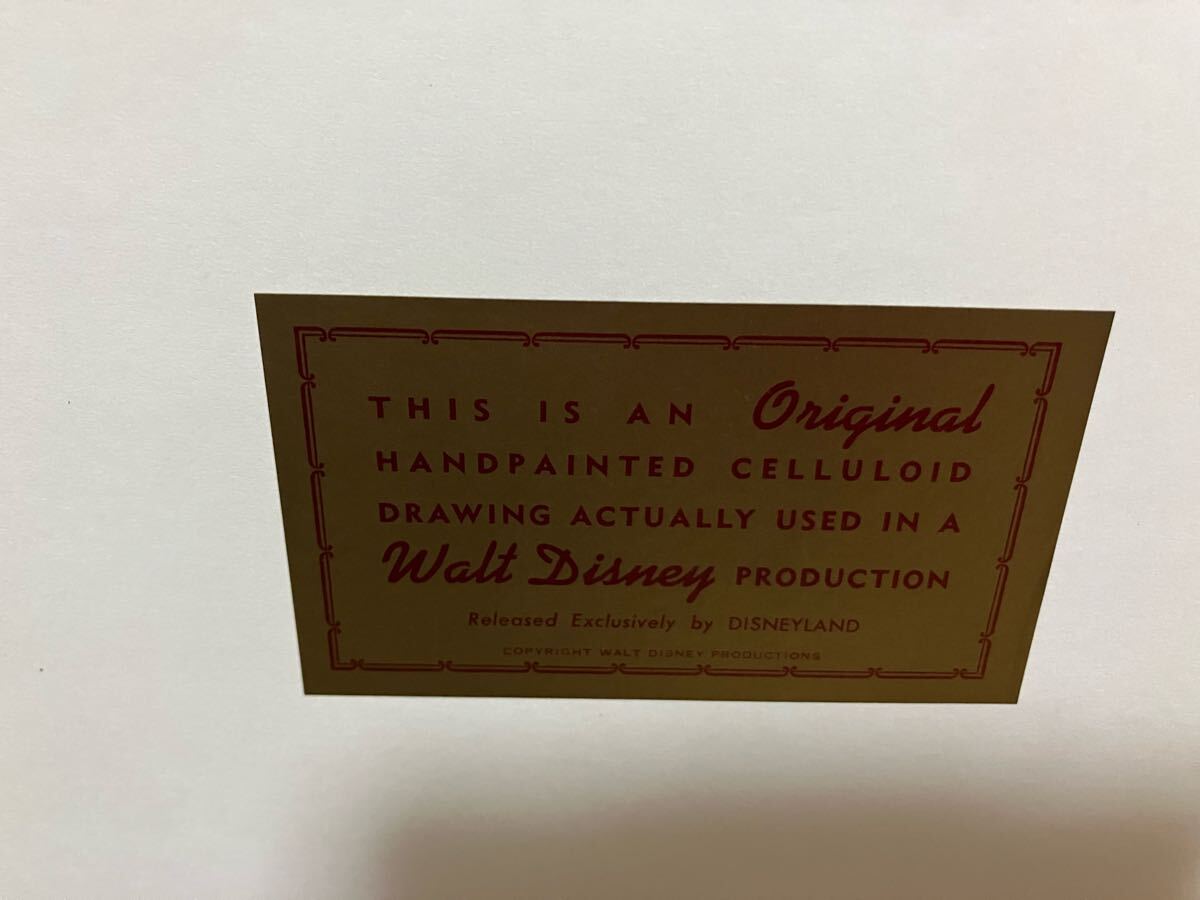 THIS IS AN Original
HANDPAINTED CELLULOID
DRAWING ACTUALLY USED IN A
Walt Disney PRODUCTION
Released Exclusively by DISNEYLAND
COPYRIGHT WALT DISNEY PRODUCTIONS